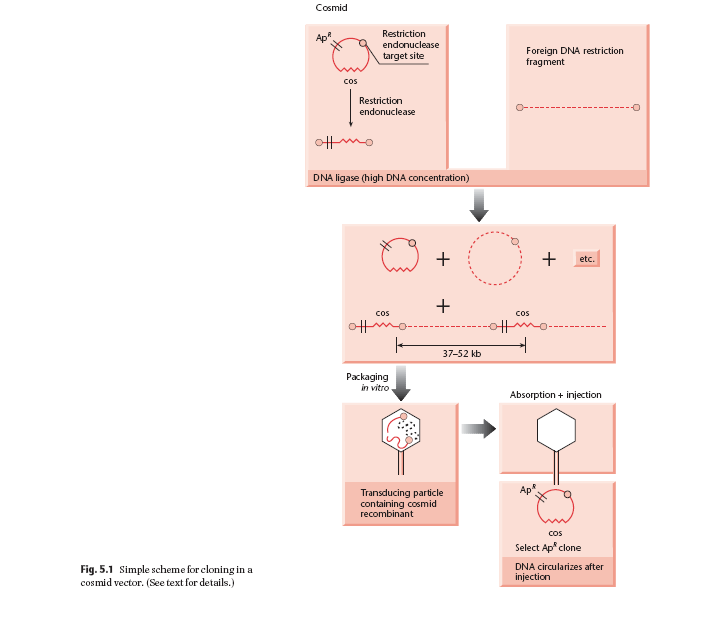 Cosmid
Ap^R
Restriction
endonuclease
target site
cos
Restriction
endonuclease
Foreign DNA restriction
fragment
DNA ligase (high DNA concentration)
+
+
etc.
+
cos
cos
37–52 kb
Packaging
in vitro
Transducing particle
containing cosmid
recombinant
Absorption + injection
Ap^R
cos
Select Ap^R clone
DNA circularizes after
injection
Fig. 5.1 Simple scheme for cloning in a
cosmid vector. (See text for details.)